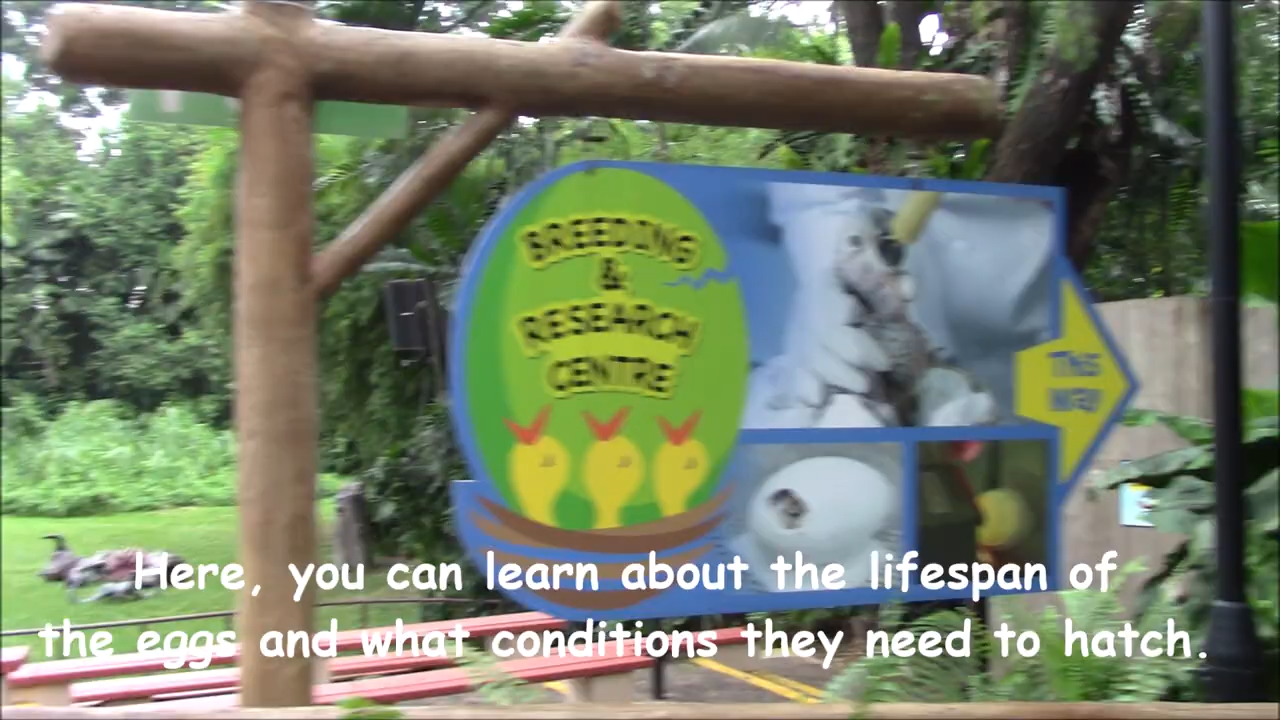 BREEDING
&
RESEARCH
CENTRE
This
way
Here, you can learn about the lifespan of
the eggs and what conditions they need to hatch.